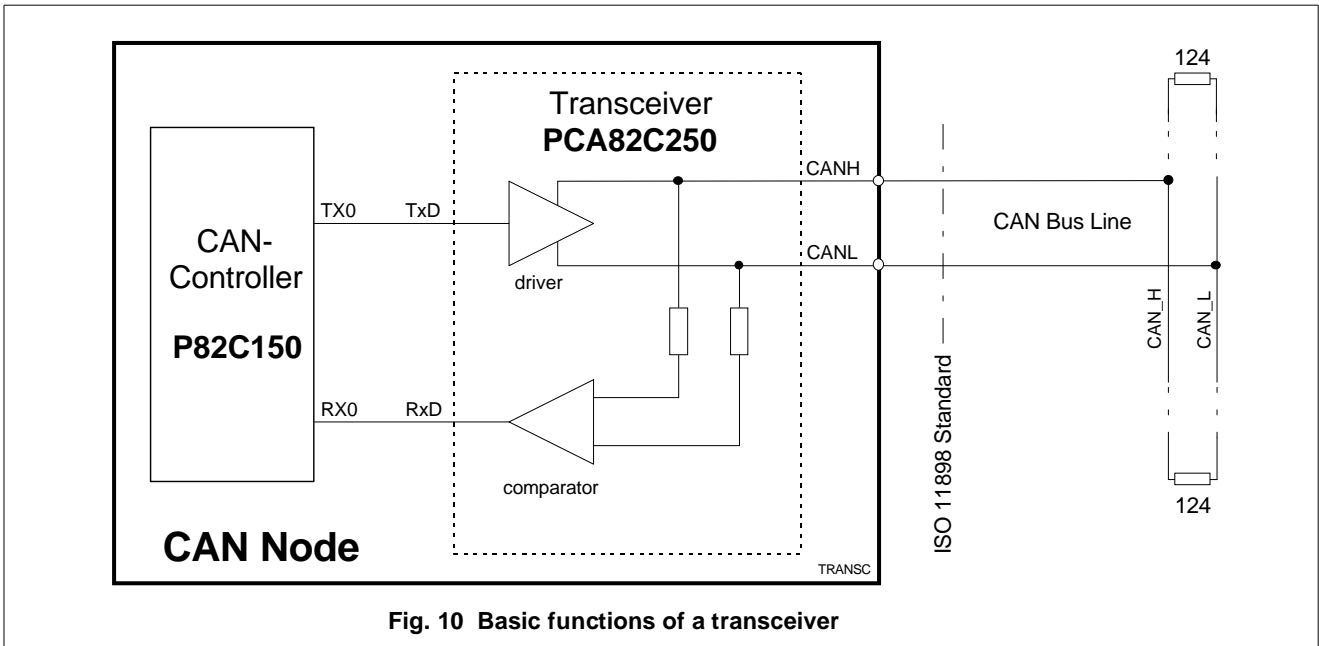 124
Transceiver
PCA82C250
CANH
TX0
TxD
CAN-
Controller
P82C150
CAN Bus Line
CANL
driver
CAN_H
CAN_L
RX0
RxD
ISO 11898 Standard
comparator
124
CAN Node
TRANSC
Fig. 10 Basic functions of a transceiver